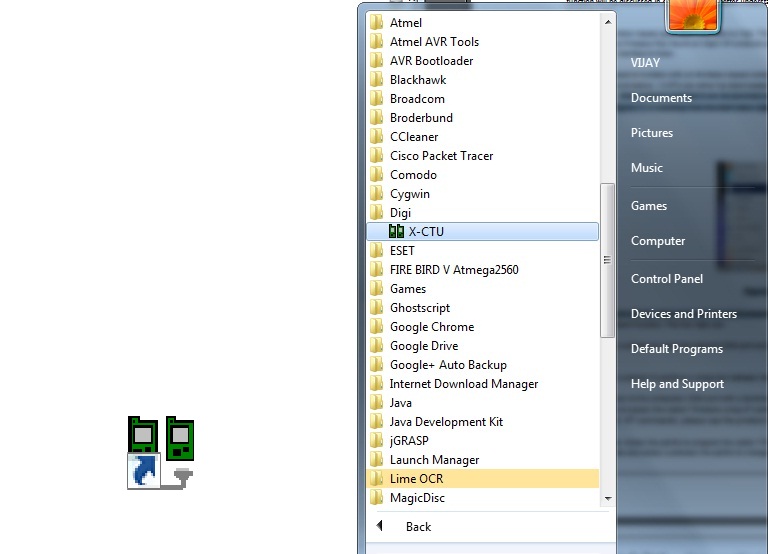 Atmel
Atmel AVR Tools
AVR Bootloader
Blackhawk
Broadcom
Broderbund
CCleaner
Cisco Packet Tracer
Comodo
Cygwin
Digi
X-CTU
ESET
FIRE BIRD V Atmega2560
Games
Ghostscript
Google Chrome
Google Drive
Google+ Auto Backup
Internet Download Manager
Java
Java Development Kit
jGRASP
Launch Manager
Lime OCR
MagicDisc
Back
VIJAY
Documents
Pictures
Music
Games
Computer
Control Panel
Devices and Printers
Default Programs
Help and Support